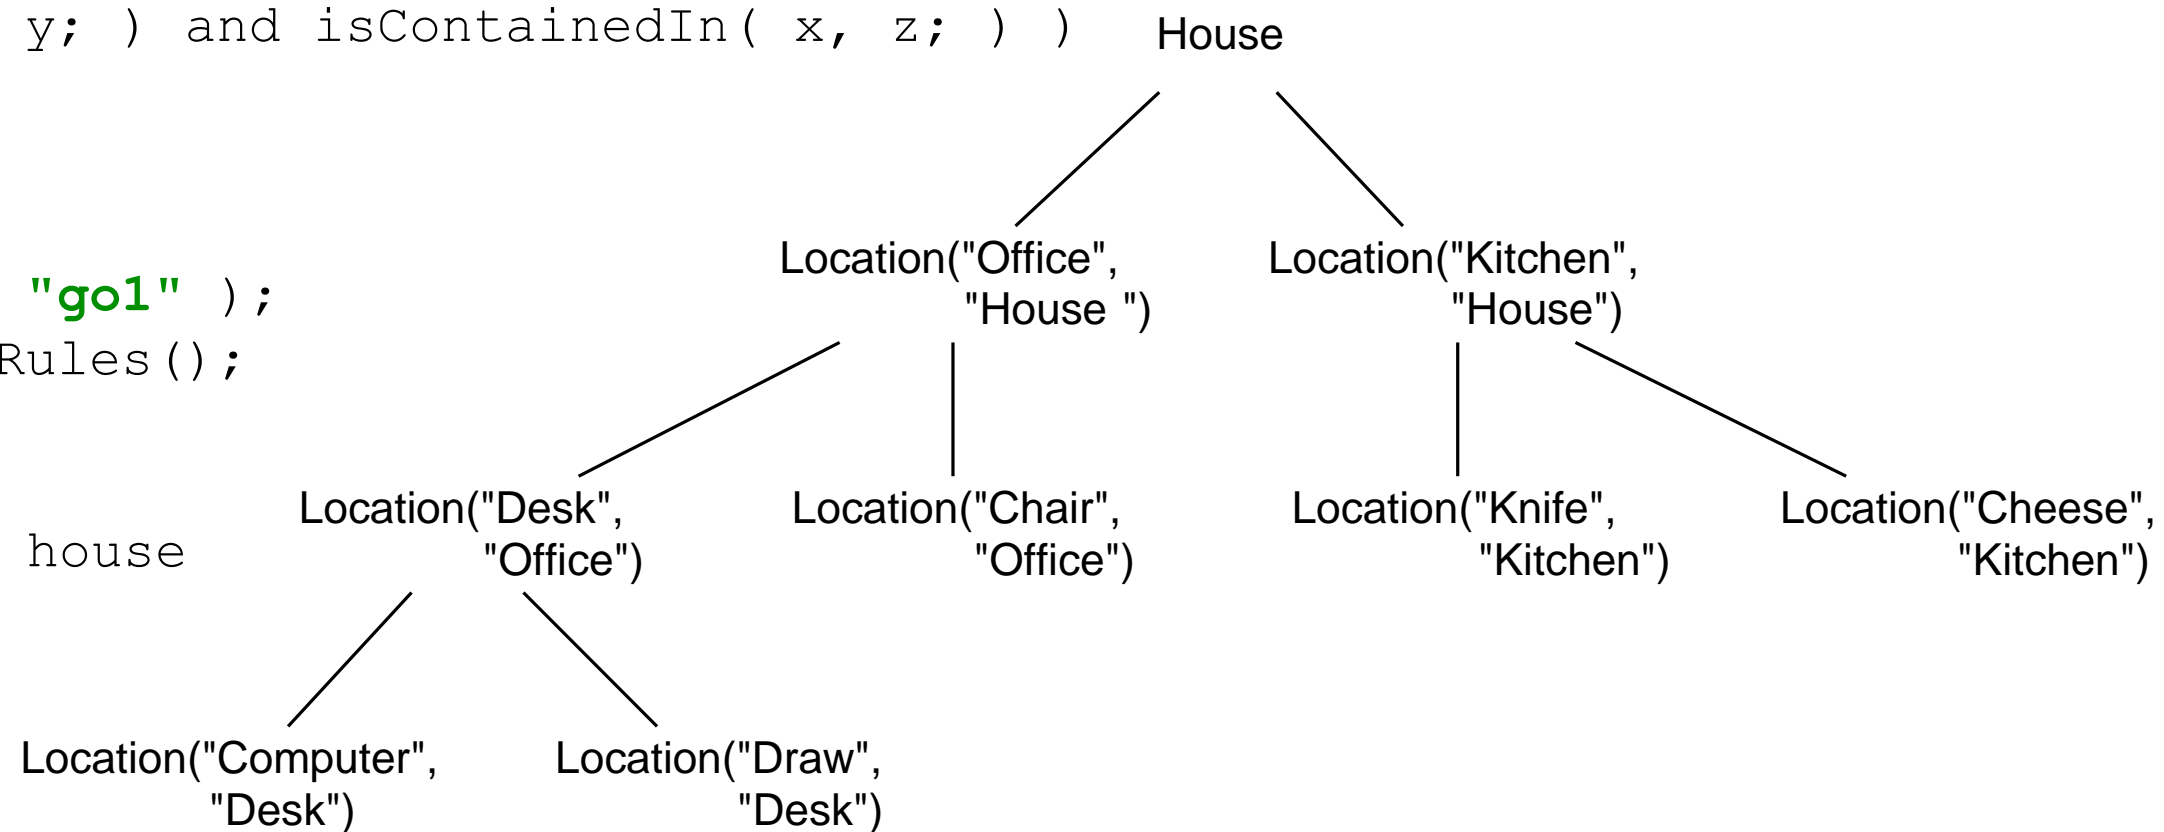 y; ) and isContainedIn( x, z; ) )
House
Location("Office",
"House ")
Location("Kitchen",
"House")
"go1" );
Rules();
Location("Desk",
"Office")
Location("Chair",
"Office")
Location("Knife",
"Kitchen")
Location("Cheese",
"Kitchen")
house
Location("Computer",
"Desk")
Location("Draw",
"Desk")